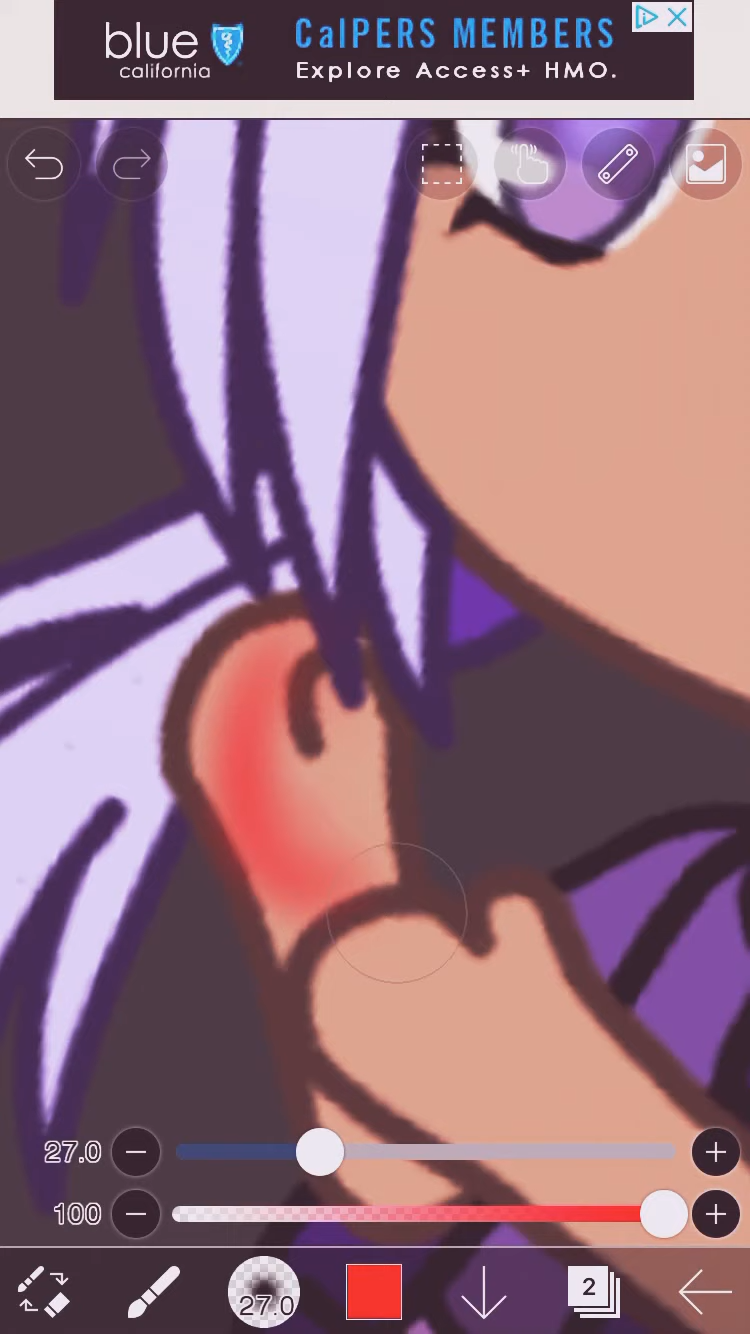 blue
california
CalPERS MEMBERS
Explore Access+ HMO.
27.0
100
27.0
2